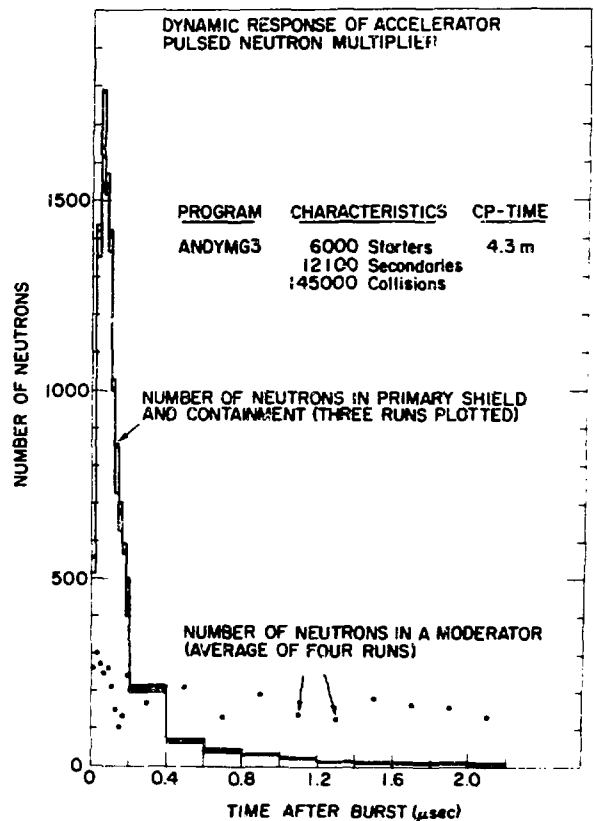 DYNAMIC RESPONSE OF ACCELERATOR
PULSED NEUTRON MULTIPLIER
PROGRAM CHARACTERISTICS CP-TIME
ANDYMG3 6000 Starters 4.3 m
12100 Secondaries
145000 Collisions
NUMBER OF NEUTRONS IN PRIMARY SHIELD
AND CONTAINMENT (THREE RUNS PLOTTED)
NUMBER OF NEUTRONS IN A MODERATOR
(AVERAGE OF FOUR RUNS)
NUMBER OF NEUTRONS
1500
1000
500
0
0 0.4 0.8 1.2 1.6 2.0
TIME AFTER BURST (μsec)